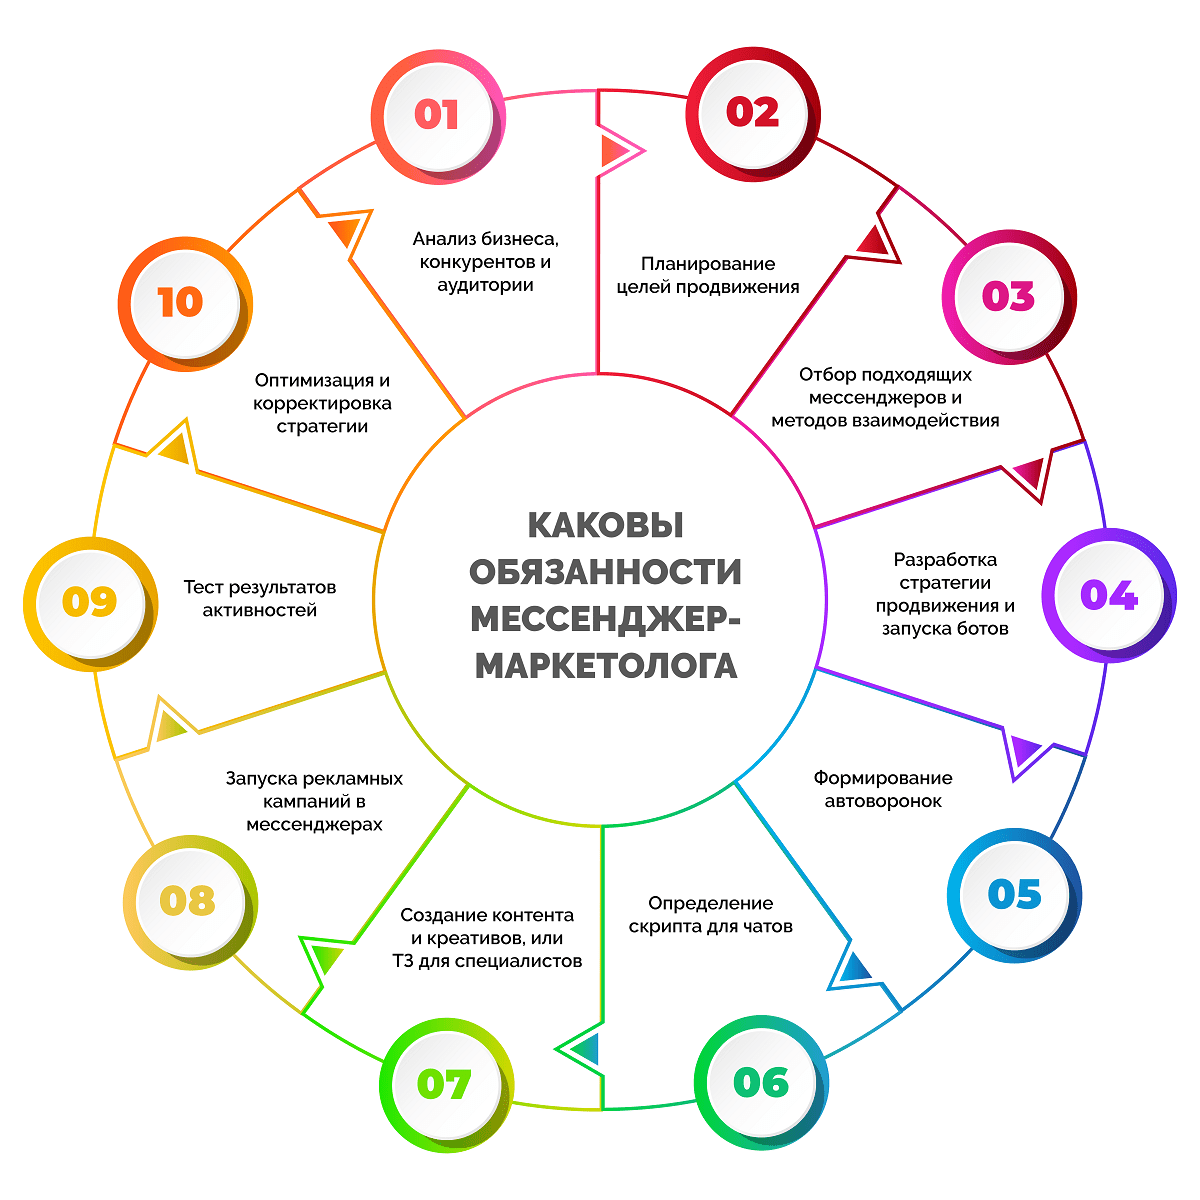 КАКОВЫ
ОБЯЗАННОСТИ
МЕССЕНДЖЕР-
МАРКЕТОЛОГА
01
Анализ бизнеса,
конкурентов и
аудитории
02
Планирование
целей продвижения
03
Отбор подходящих
мессенджеров и
методов взаимодействия
04
Разработка
стратегии
продвижения и
запуска ботов
05
Формирование
автоворонок
06
Определение
скрипта для чатов
07
Создание контента
и креативов, или
ТЗ для специалистов
08
Запуска рекламных
кампаний в
мессенджерах
09
Тест результатов
активностей
10
Оптимизация и
корректировка
стратегии